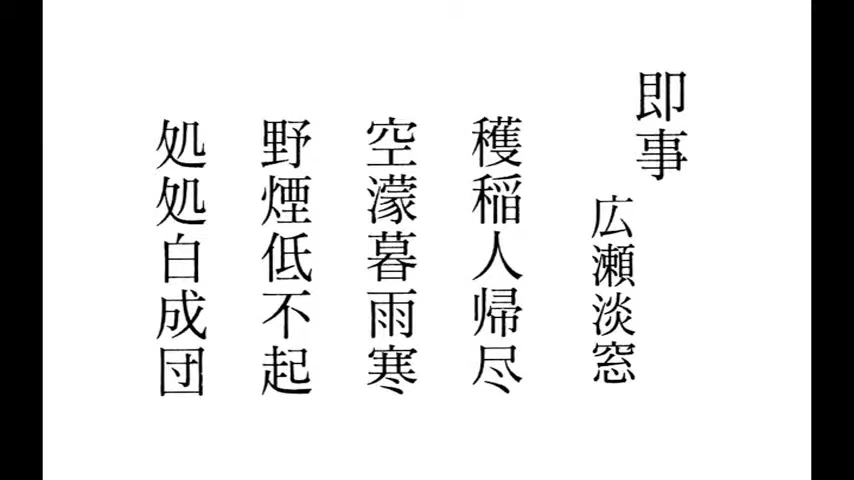 即事
広瀬淡窓
穫稲人帰尽
空濛暮雨寒
野煙低不起
処処白成団